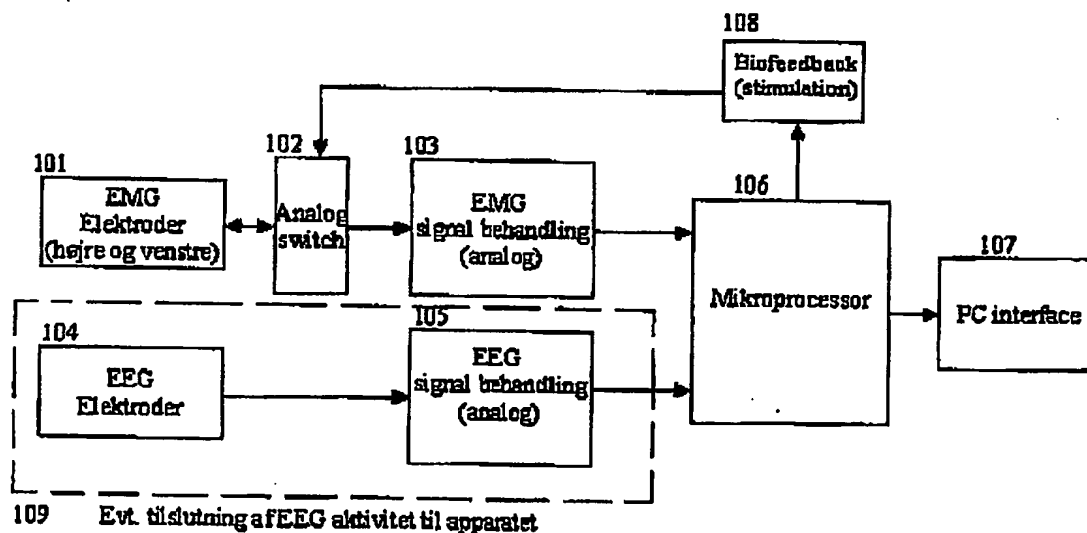 108
Biofeedback
(stimulation)
101
EMG
Elektroder
(højre og venstre)
102
Analog
switch
103
EMG
signal behandling
(analog)
106
Mikroprocessor
107
PC interface
104
EEG
Elektroder
105
EEG
signal behandling
(analog)
109 Evt. tilslutning af EEG aktivitet til apparatet